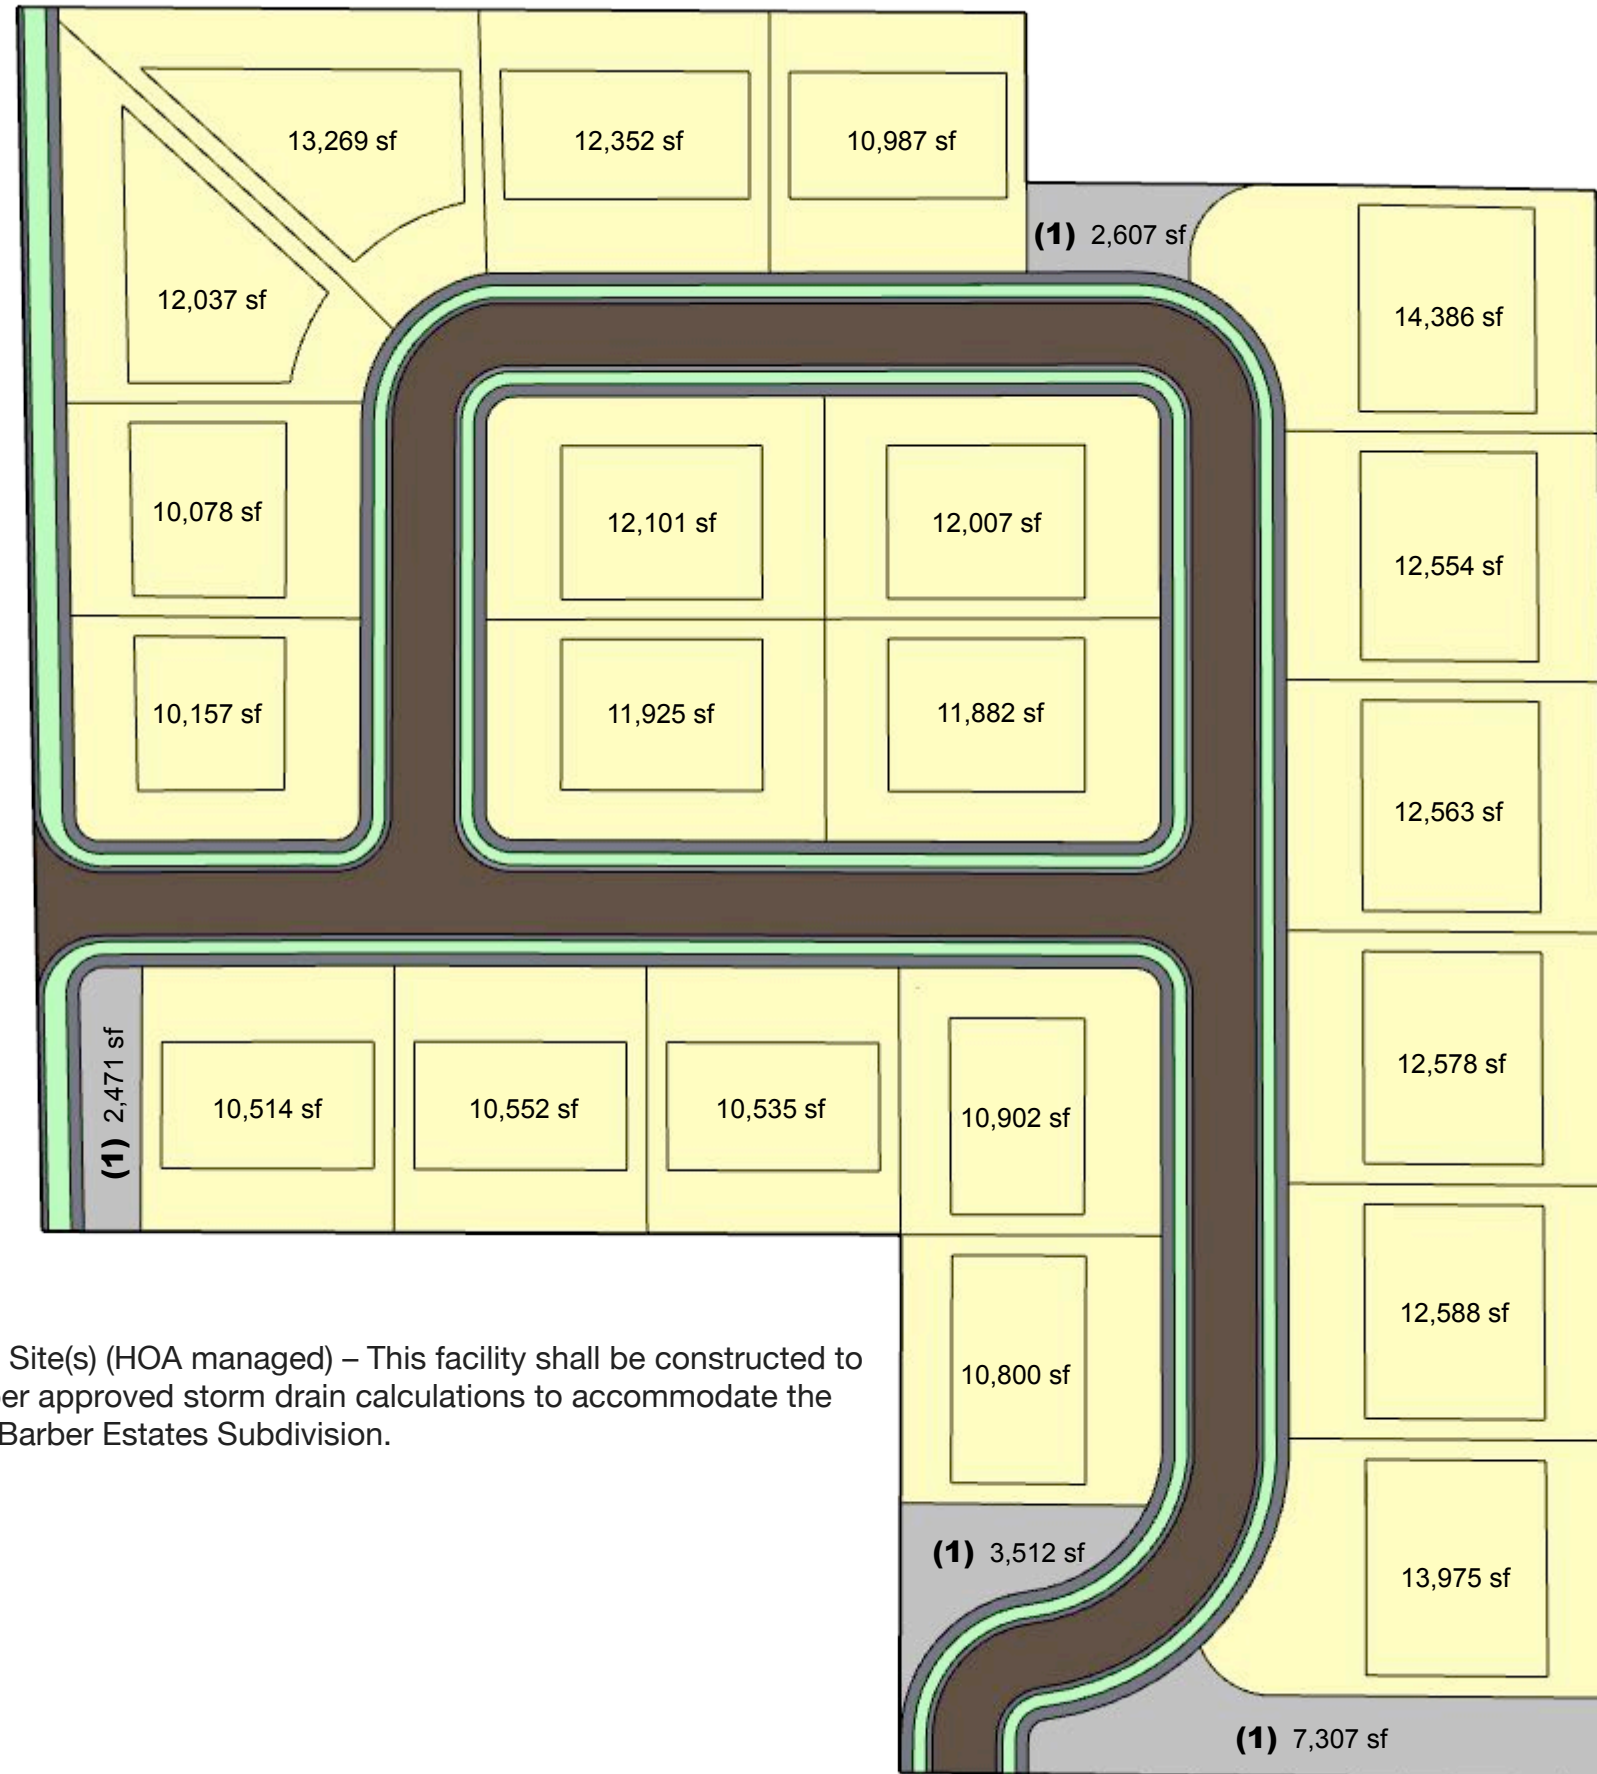 13,269 sf
12,352 sf
10,987 sf
(1) 2,607 sf
12,037 sf
14,386 sf
10,078 sf
12,101 sf
12,007 sf
12,554 sf
10,157 sf
11,925 sf
11,882 sf
12,563 sf
(1) 2,471 sf
10,514 sf
10,552 sf
10,535 sf
10,902 sf
12,578 sf
12,588 sf
10,800 sf
Site(s) (HOA managed) – This facility shall be constructed to
approved storm drain calculations to accommodate the
Barber Estates Subdivision.
(1) 3,512 sf
13,975 sf
(1) 7,307 sf